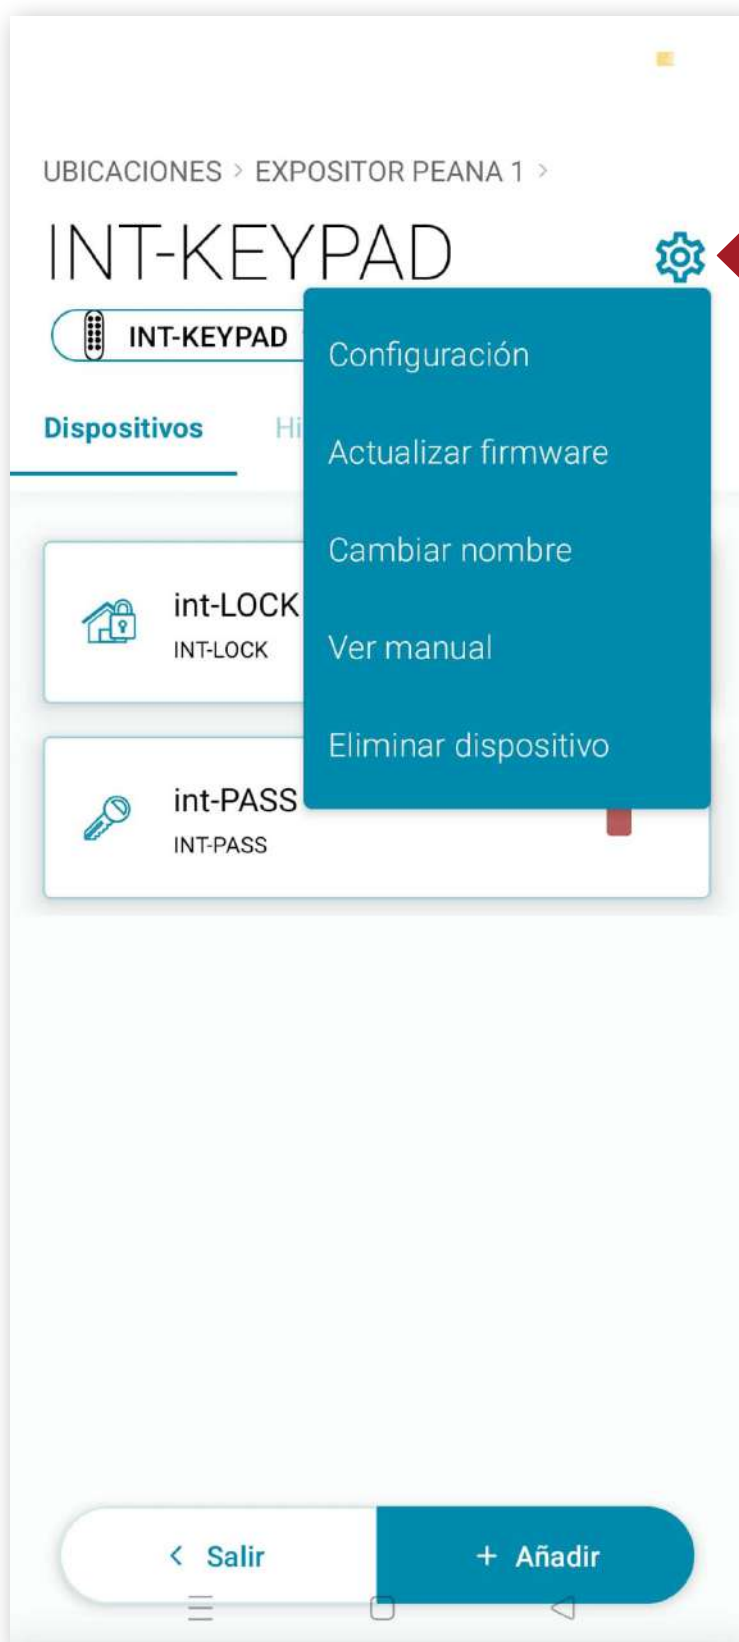 UBICACIONES > EXPOSITOR PEANA 1 >
INT-KEYPAD
INT-KEYPAD
Configuración
Dispositivos
Hi
Actualizar firmware
Cambiar nombre
int-LOCK
INT-LOCK
Ver manual
Eliminar dispositivo
int-PASS
INT-PASS
< Salir
+ Añadir